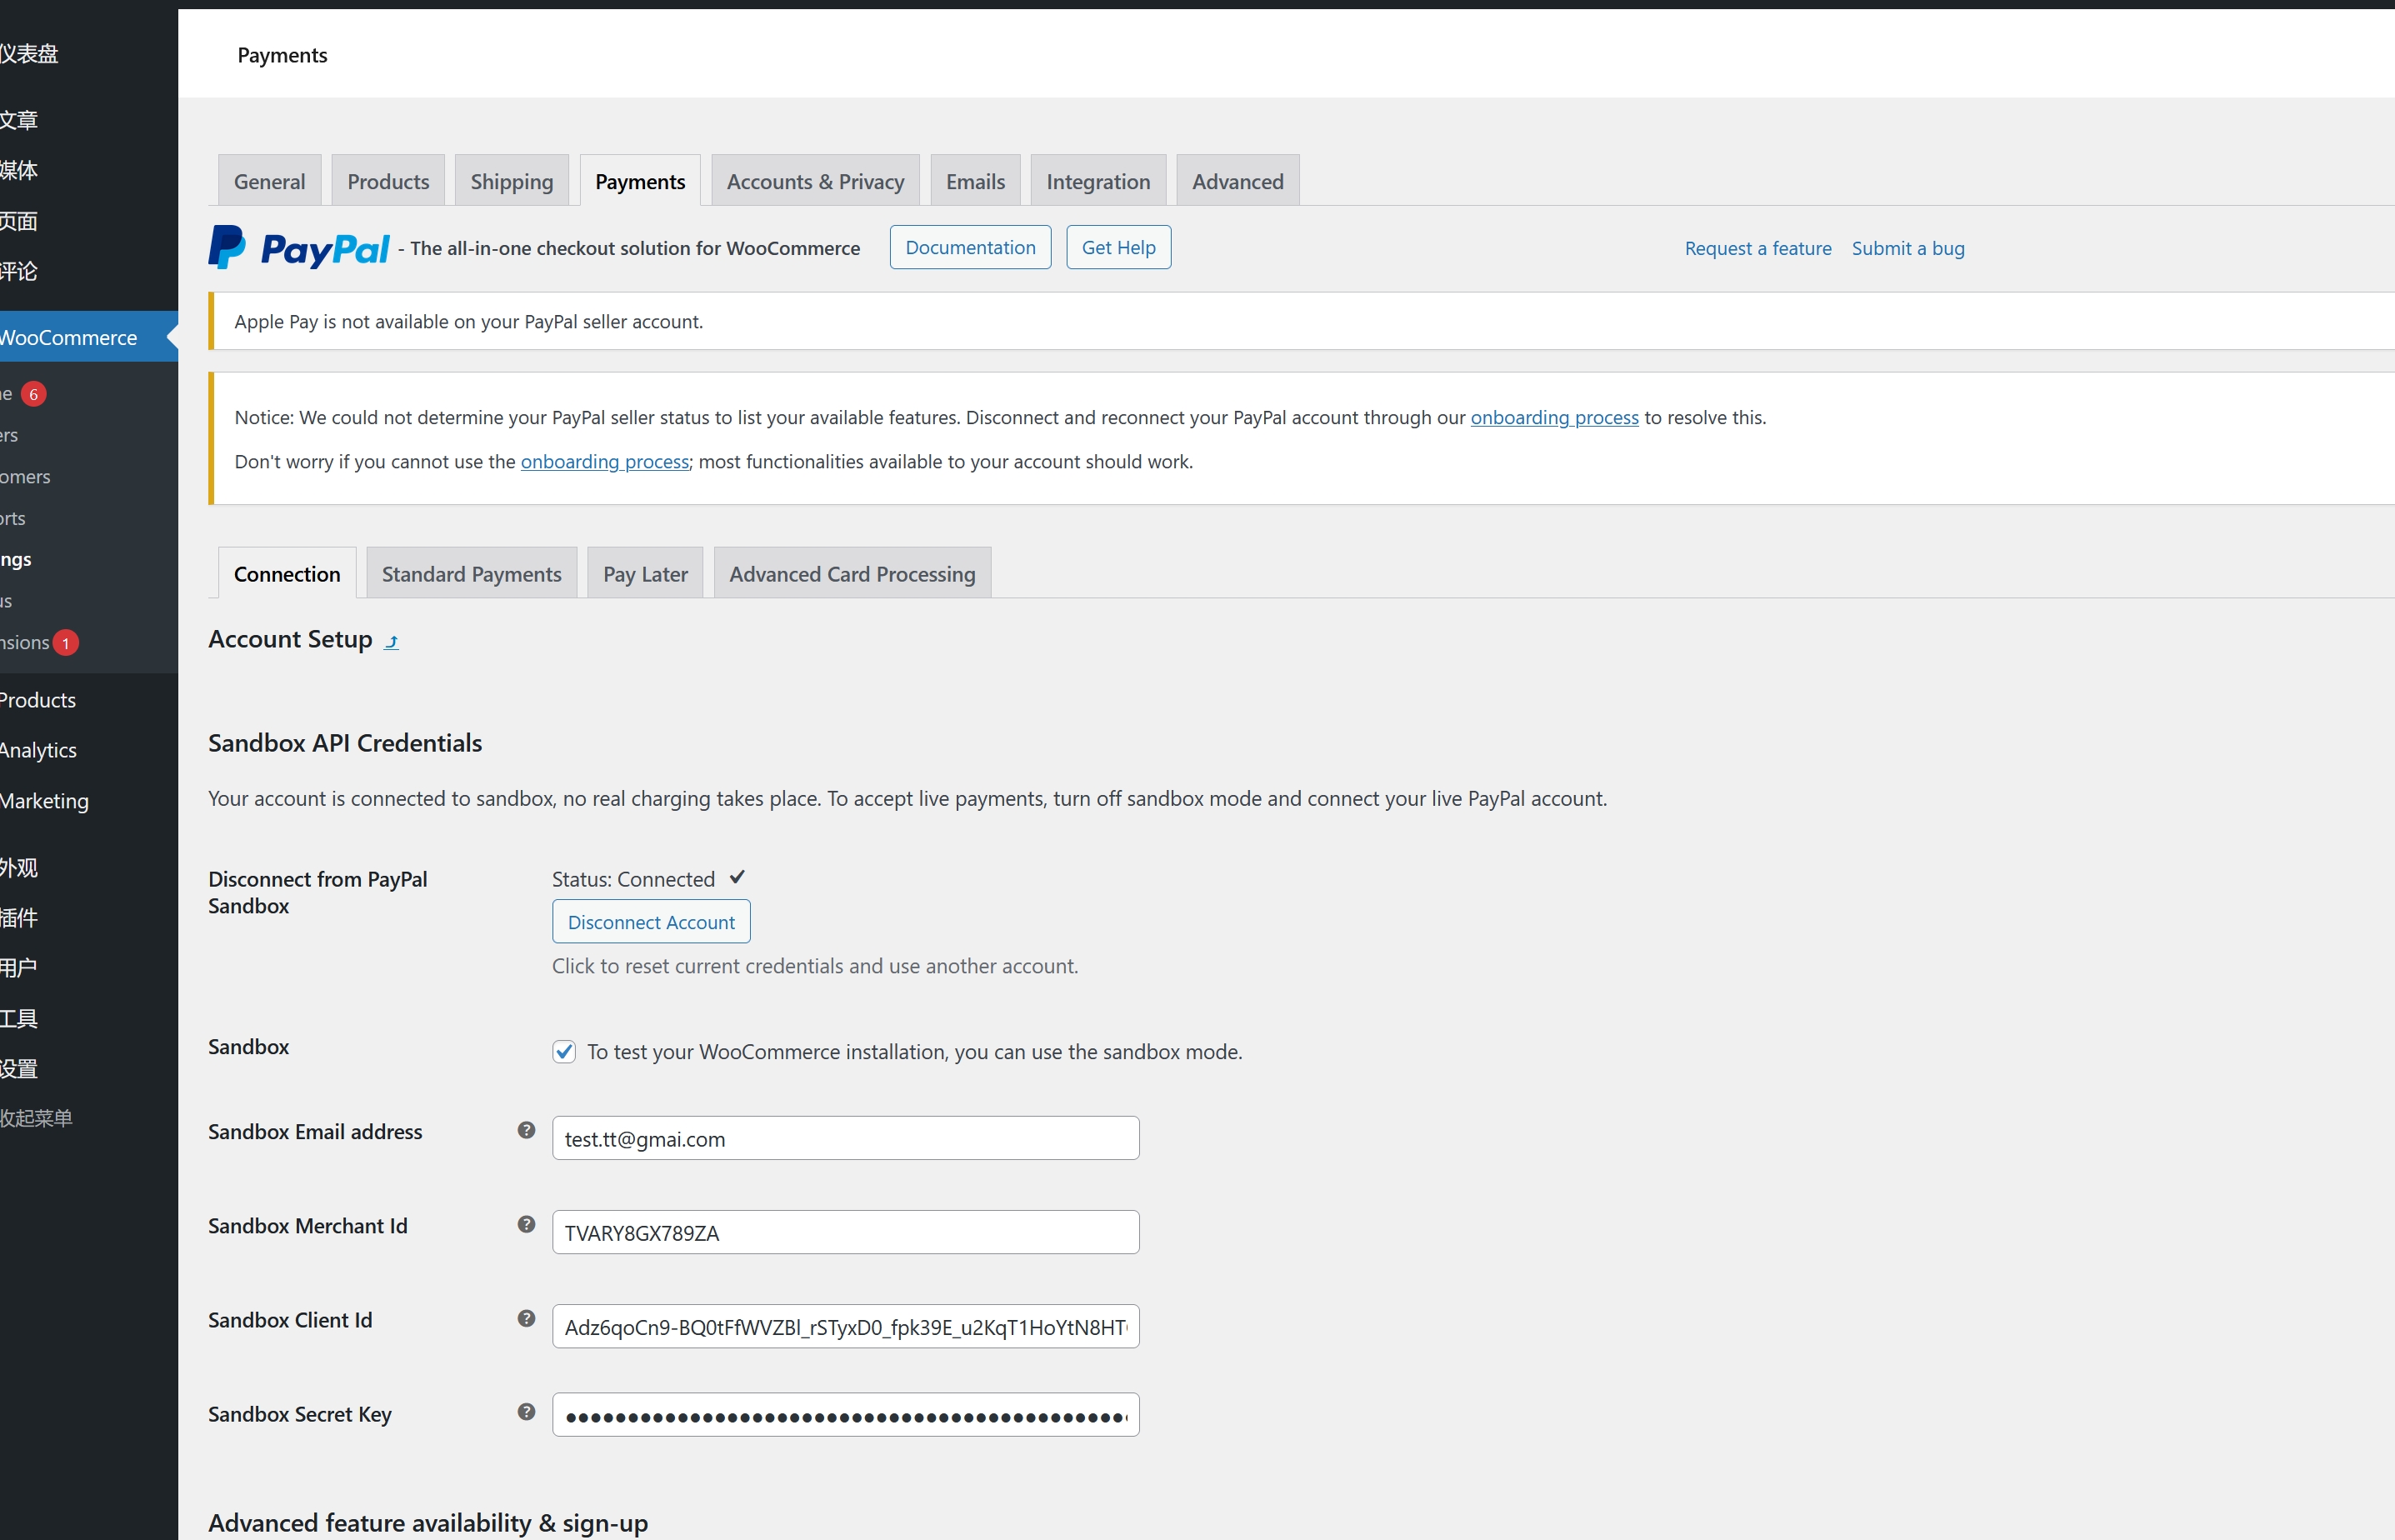 Payments
仪表盘
文章
媒体
页面
评论
WooCommerce
6
ers
omers
orts
ngs
us
nsions 1
Products
Analytics
Marketing
外观
插件
用户
工具
设置
收起菜单
General Products Shipping Payments Accounts & Privacy Emails Integration Advanced
PayPal - The all-in-one checkout solution for WooCommerce Documentation Get Help Request a feature Submit a bug
Apple Pay is not available on your PayPal seller account.
Notice: We could not determine your PayPal seller status to list your available features. Disconnect and reconnect your PayPal account through our onboarding process to resolve this.
Don't worry if you cannot use the onboarding process; most functionalities available to your account should work.
Connection Standard Payments Pay Later Advanced Card Processing
Account Setup
Sandbox API Credentials
Your account is connected to sandbox, no real charging takes place. To accept live payments, turn off sandbox mode and connect your live PayPal account.
Disconnect from PayPal
Sandbox
Status: Connected ✔
Disconnect Account
Click to reset current credentials and use another account.
Sandbox
To test your WooCommerce installation, you can use the sandbox mode.
Sandbox Email address
test.tt@gmai.com
Sandbox Merchant Id
TVARY8GX789ZA
Sandbox Client Id
Adz6qoCn9-BQ0tFfWVZBl_rSTyxD0_fpk39E_u2KqT1HoYtN8HT
Sandbox Secret Key
Advanced feature availability & sign-up